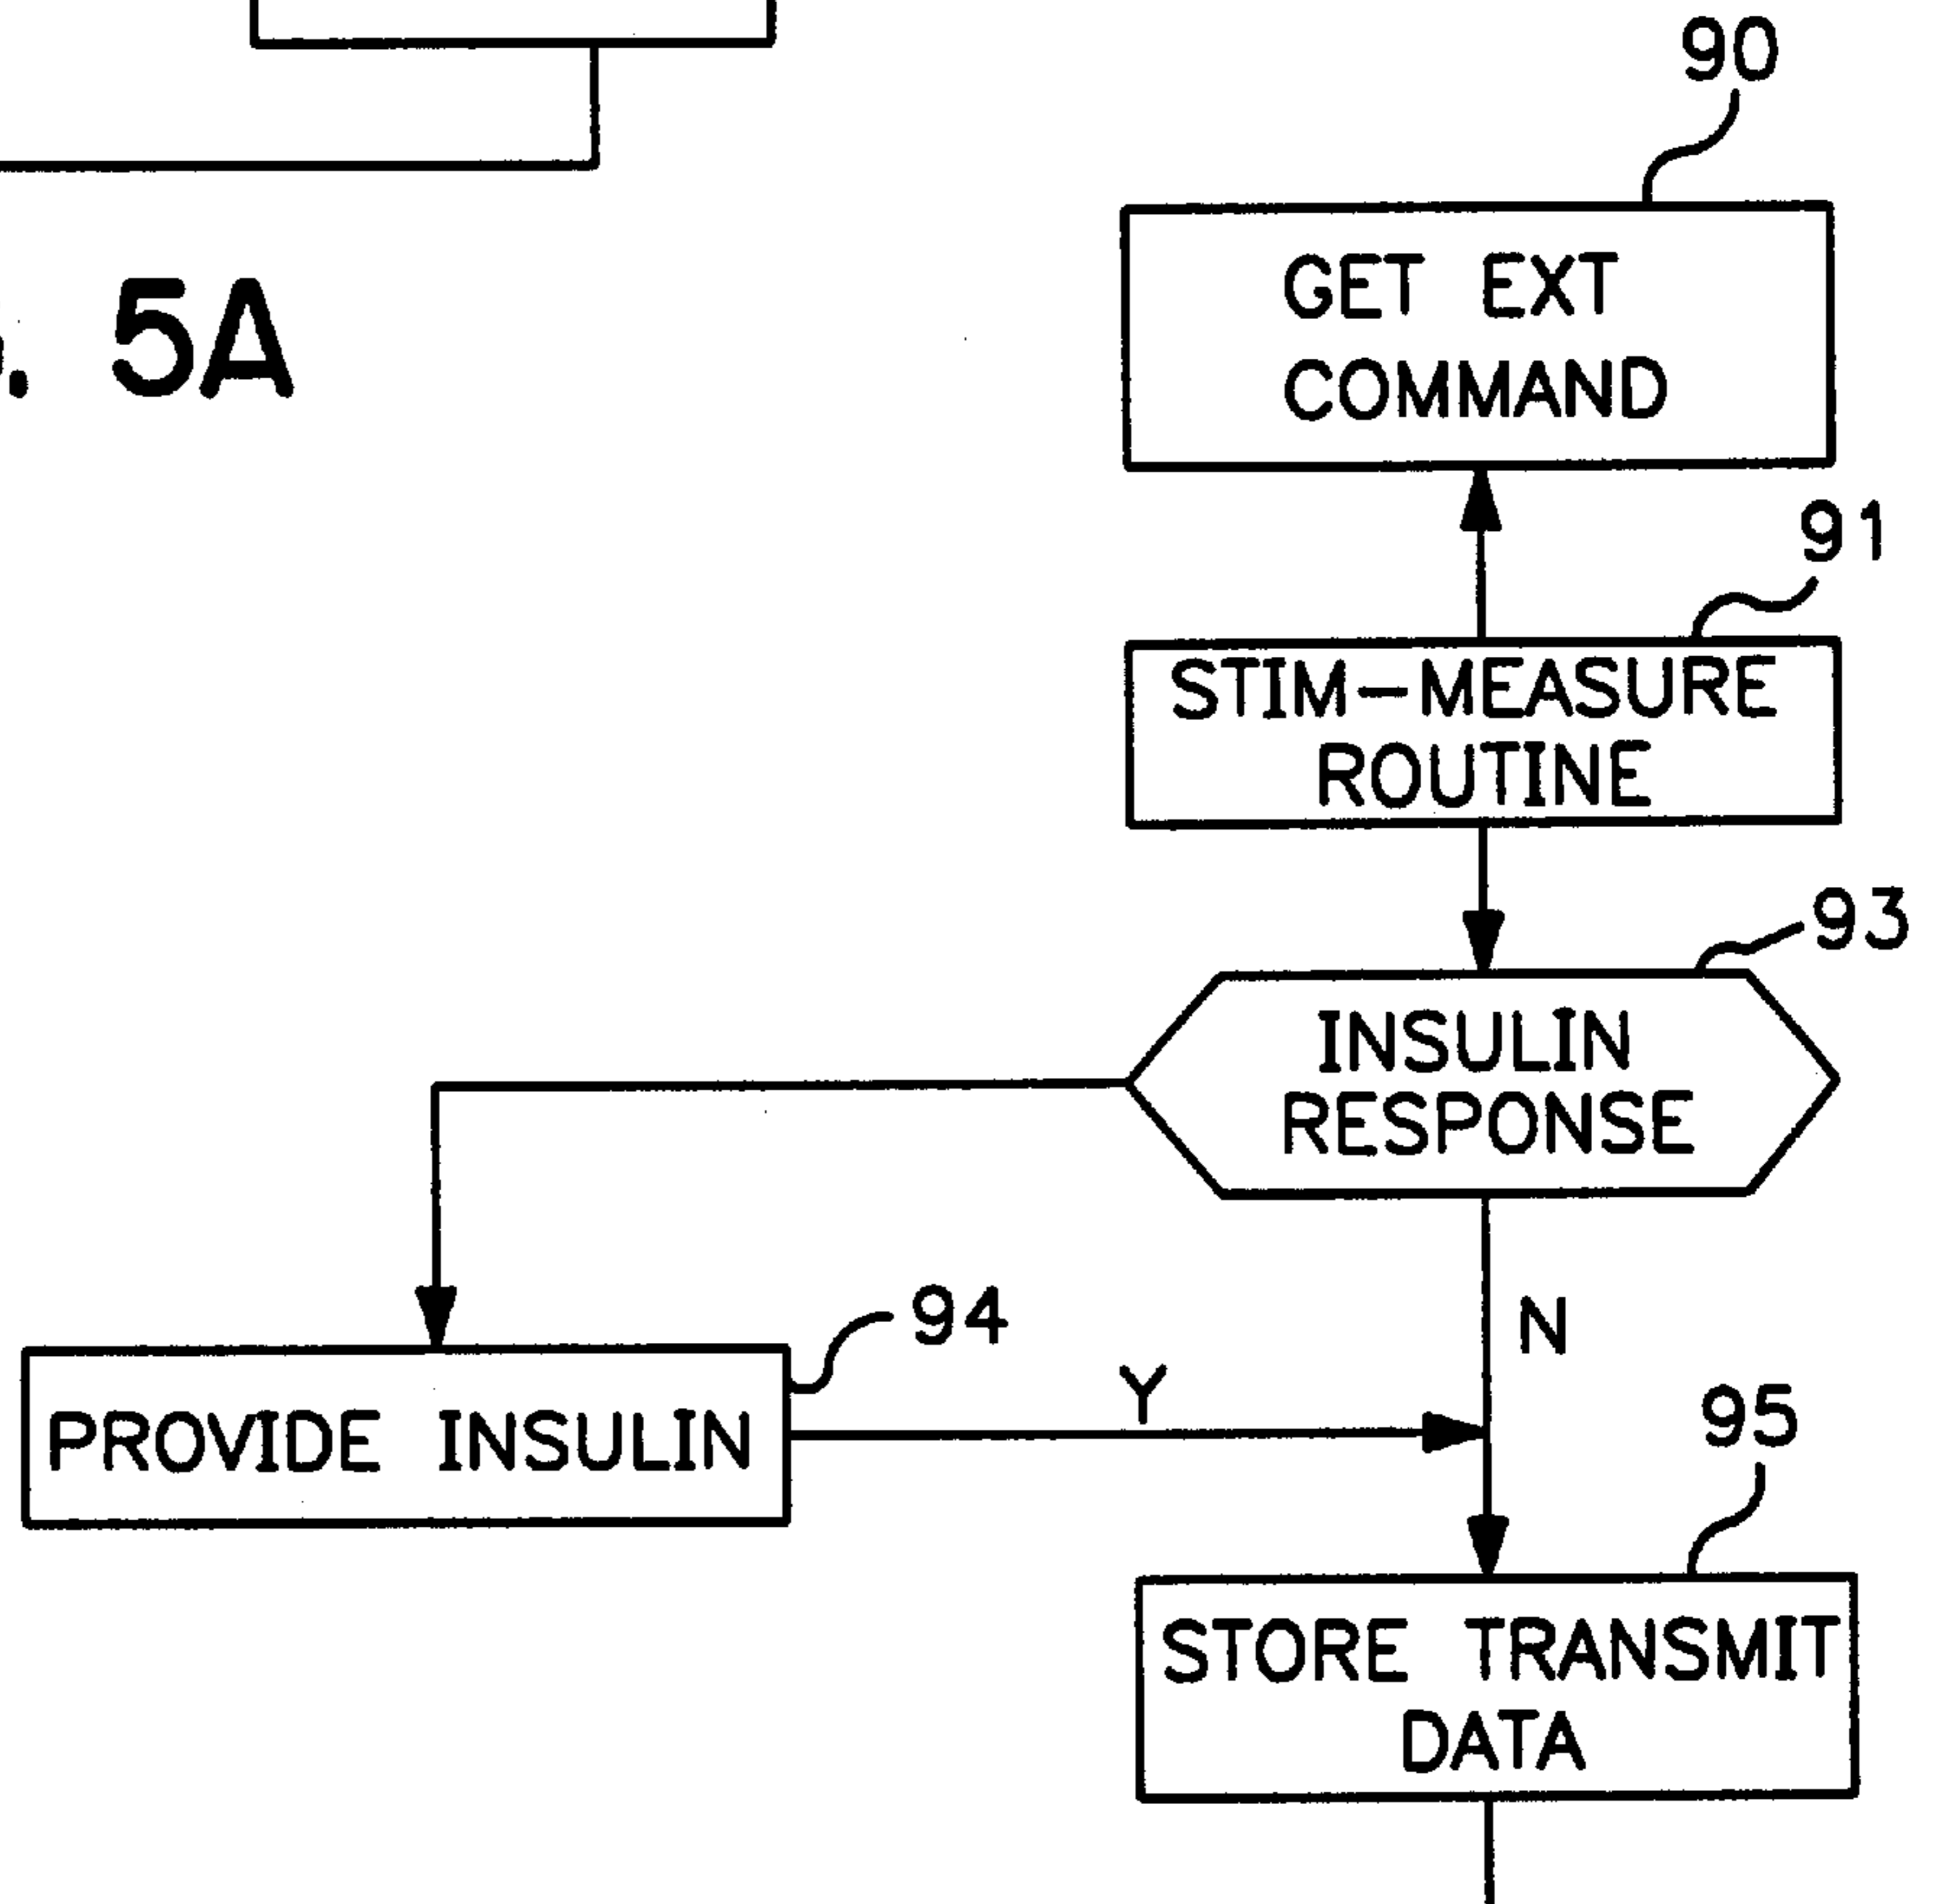 90
5A
GET EXT
COMMAND
91
STIM-MEASURE
ROUTINE
93
INSULIN
RESPONSE
94
N
Y
95
PROVIDE INSULIN
STORE TRANSMIT
DATA